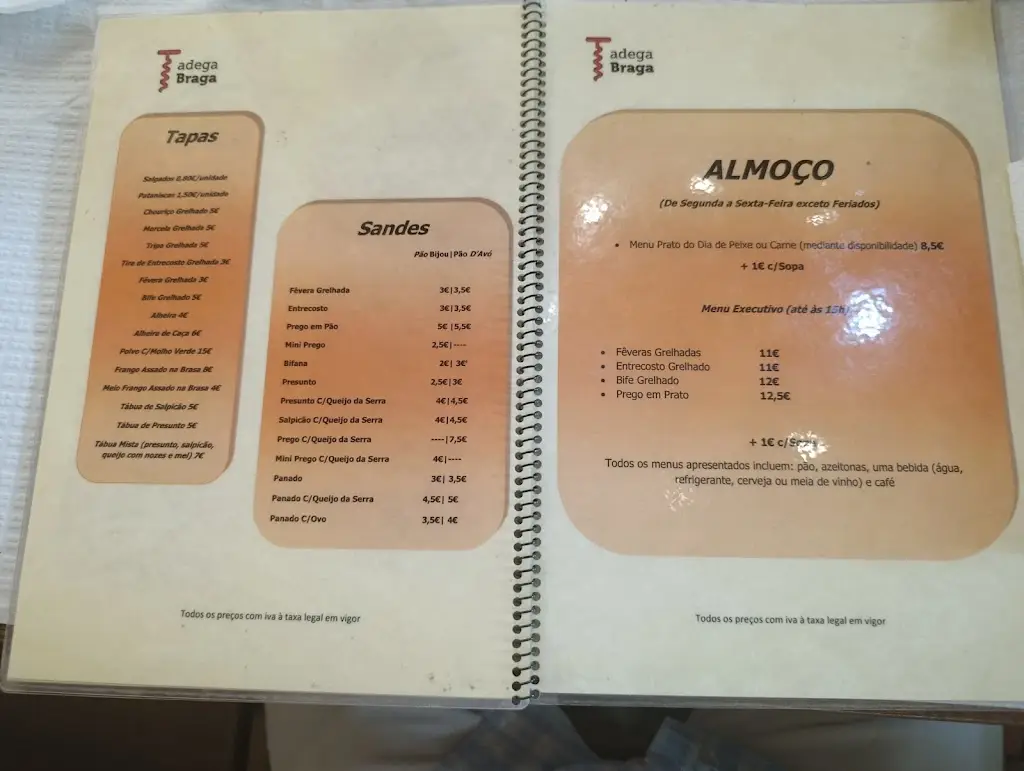 adega
Braga
Tapas
Salgados 0,80€/unidade
Pataniscas 1,50€/unidade
Chouriço Grelhado 5€
Morcela Grelhada 5€
Tripa Grelhada 5€
Tira de Entrecosto Grelhado 3€
Fêvera Grelhada 3€
Bife Grelhado 5€
Alheira 4€
Alheira de Caça 6€
Polvo C/Molho Verde 15€
Frango Assado na Brasa 8€
Meio Frango Assado na Brasa 4€
Tábua de Salpicão 5€
Tábua de Presunto 5€
Tábua Mista (presunto, salpicão,
queijo com nozes e mel) 7€
Sandes
Pão Bijou|Pão D'Avó
Fêvera Grelhada 3€|3,5€
Entrecosto 3€|3,5€
Prego em Pão 5€ |5,5€
Mini Prego 2,5€|----
Bifana 2€| 3€'
Presunto 2,5€|3€
Presunto C/Queijo da Serra 4€|4,5€
Salpicão C/Queijo da Serra 4€|4,5€
Prego C/Queijo da Serra ----|7,5€
Mini Prego C/Queijo da Serra 4€|----
Panado 3€| 3,5€
Panado C/Queijo da Serra 4,5€| 5€
Panado C/Ovo 3,5€| 4€
Todos os preços com iva à taxa legal em vigor
adega
Braga
ALMOÇO
(De Segunda a Sexta-Feira exceto Feriados)
• Menu Prato do Dia de Peixe ou Carne (mediante disponibilidade) 8,5€
+ 1€ c/Sopa
Menu Executivo (até às 15h)
• Fêveras Grelhadas 11€
• Entrecosto Grelhado 11€
• Bife Grelhado 12€
• Prego em Prato 12,5€
+ 1€ c/Sopa
Todos os menus apresentados incluem: pão, azeitonas, uma bebida (água,
refrigerante, cerveja ou meia de vinho) e café
Todos os preços com iva à taxa legal em vigor